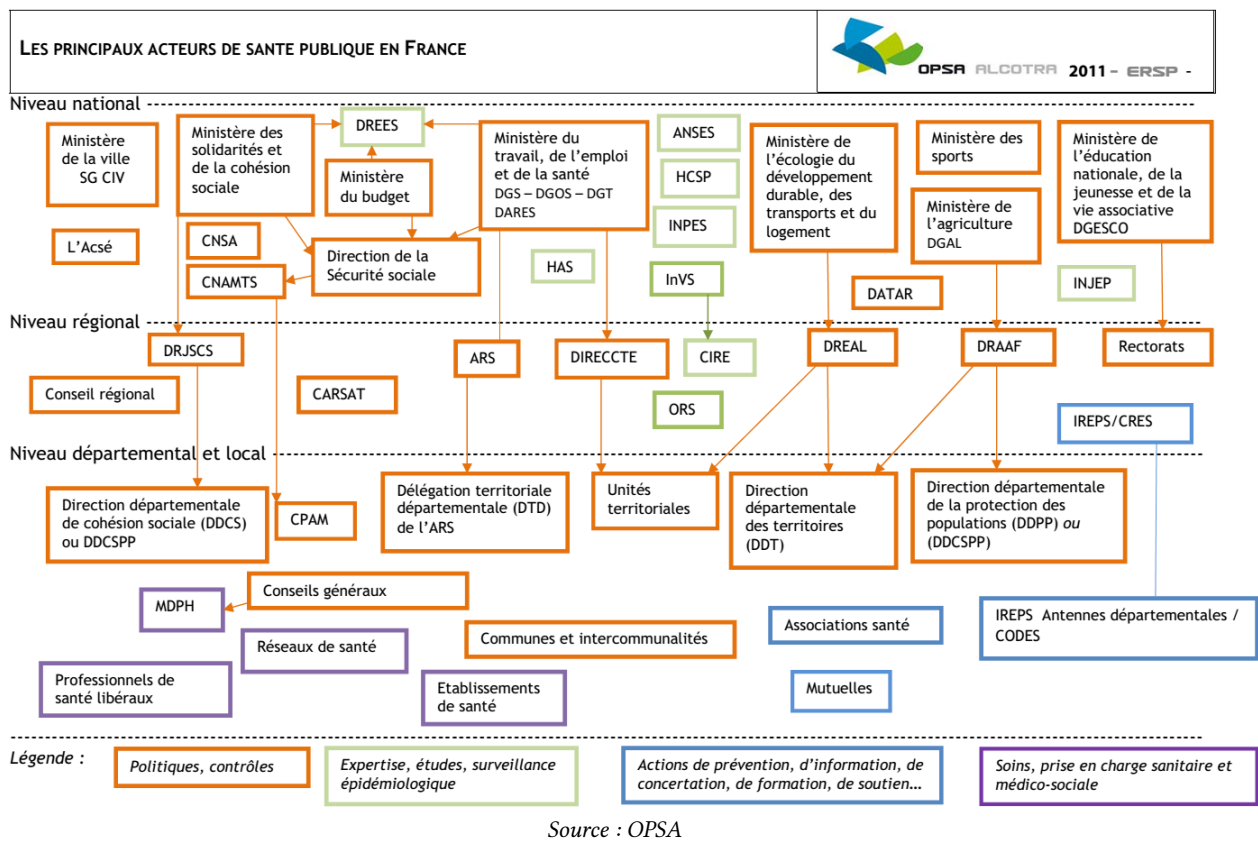 LES PRINCIPAUX ACTEURS DE SANTE PUBLIQUE EN FRANCE
OPSA ALCOTRA 2011 - ERSP -
Niveau national
Ministère
de la ville
SG CIV
Ministère des
solidarités et
de la cohésion
sociale
DREES
Ministère
du budget
Ministère du
travail, de l’emploi
et de la santé
DGS – DGOS – DGT
DARES
ANSES
HCSP
INPES
Ministère de
l’écologie du
développement
durable, des
transports et du
logement
Ministère des
sports
Ministère de
l’agriculture
DGAL
Ministère de
l’éducation
nationale, de la
jeunesse et de la
vie associative
DGESCO
L’Acsé
CNSA
CNAMTS
Direction de la
Sécurité sociale
HAS
InVS
DATAR
INJEP
Niveau régional
DRJSCS
ARS
DIRECCTE
CIRE
DREAL
DRAAF
Rectorats
Conseil régional
CARSAT
ORS
IREPS/CRES
Niveau départemental et local
Direction départementale
de cohésion sociale (DDCS)
ou DDCSPP
CPAM
Délégation territoriale
départementale (DTD)
de l’ARS
Unités
territoriales
Direction
départementale
des territoires
(DDT)
Direction départementale
de la protection des
populations (DDPP) ou
(DDCSPP)
MDPH
Conseils généraux
Réseaux de santé
Communes et intercommunalités
Associations santé
IREPS Antennes départementales /
CODES
Professionnels de
santé libéraux
Etablissements
de santé
Mutuelles
Légende :
Politiques, contrôles
Expertise, études, surveillance
épidémiologique
Actions de prévention, d’information, de
concertation, de formation, de soutien…
Soins, prise en charge sanitaire et
médico-sociale
Source : OPSA